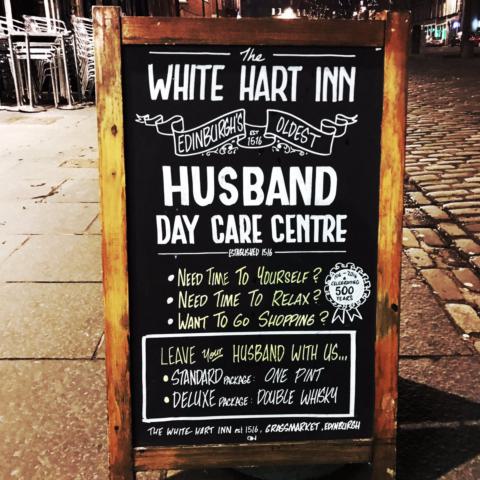 The
WHITE HART INN
EDINBURGH'S EST 1516 OLDEST
HUSBAND
DAY CARE CENTRE
ESTABLISHED 1516
• NEED TIME TO YOURSELF?
• NEED TIME TO RELAX?
• WANT TO GO SHOPPING?
1516 - 2016
CELEBRATING
500
YEARS
LEAVE your HUSBAND WITH US...
• STANDARD PACKAGE: ONE PINT
• DELUXE PACKAGE: DOUBLE WHISKY
THE WHITE HART INN est 1516, GRASSMARKET, EDINBURGH